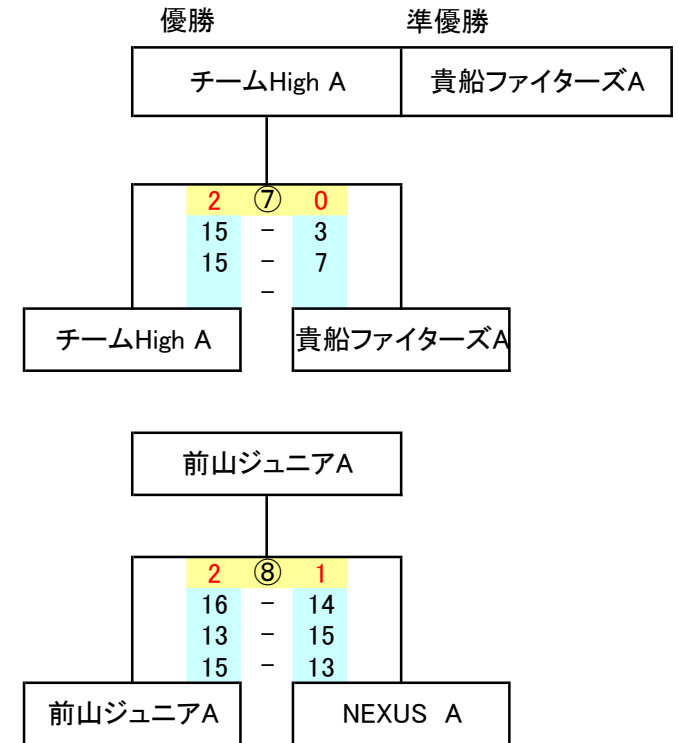 優勝 準優勝
チームHigh A 貴船ファイターズA
2 ⑦ 0
15 - 3
15 - 7
-
チームHigh A 貴船ファイターズA
前山ジュニアA
2 ⑧ 1
16 - 14
13 - 15
15 - 13
前山ジュニアA NEXUS A